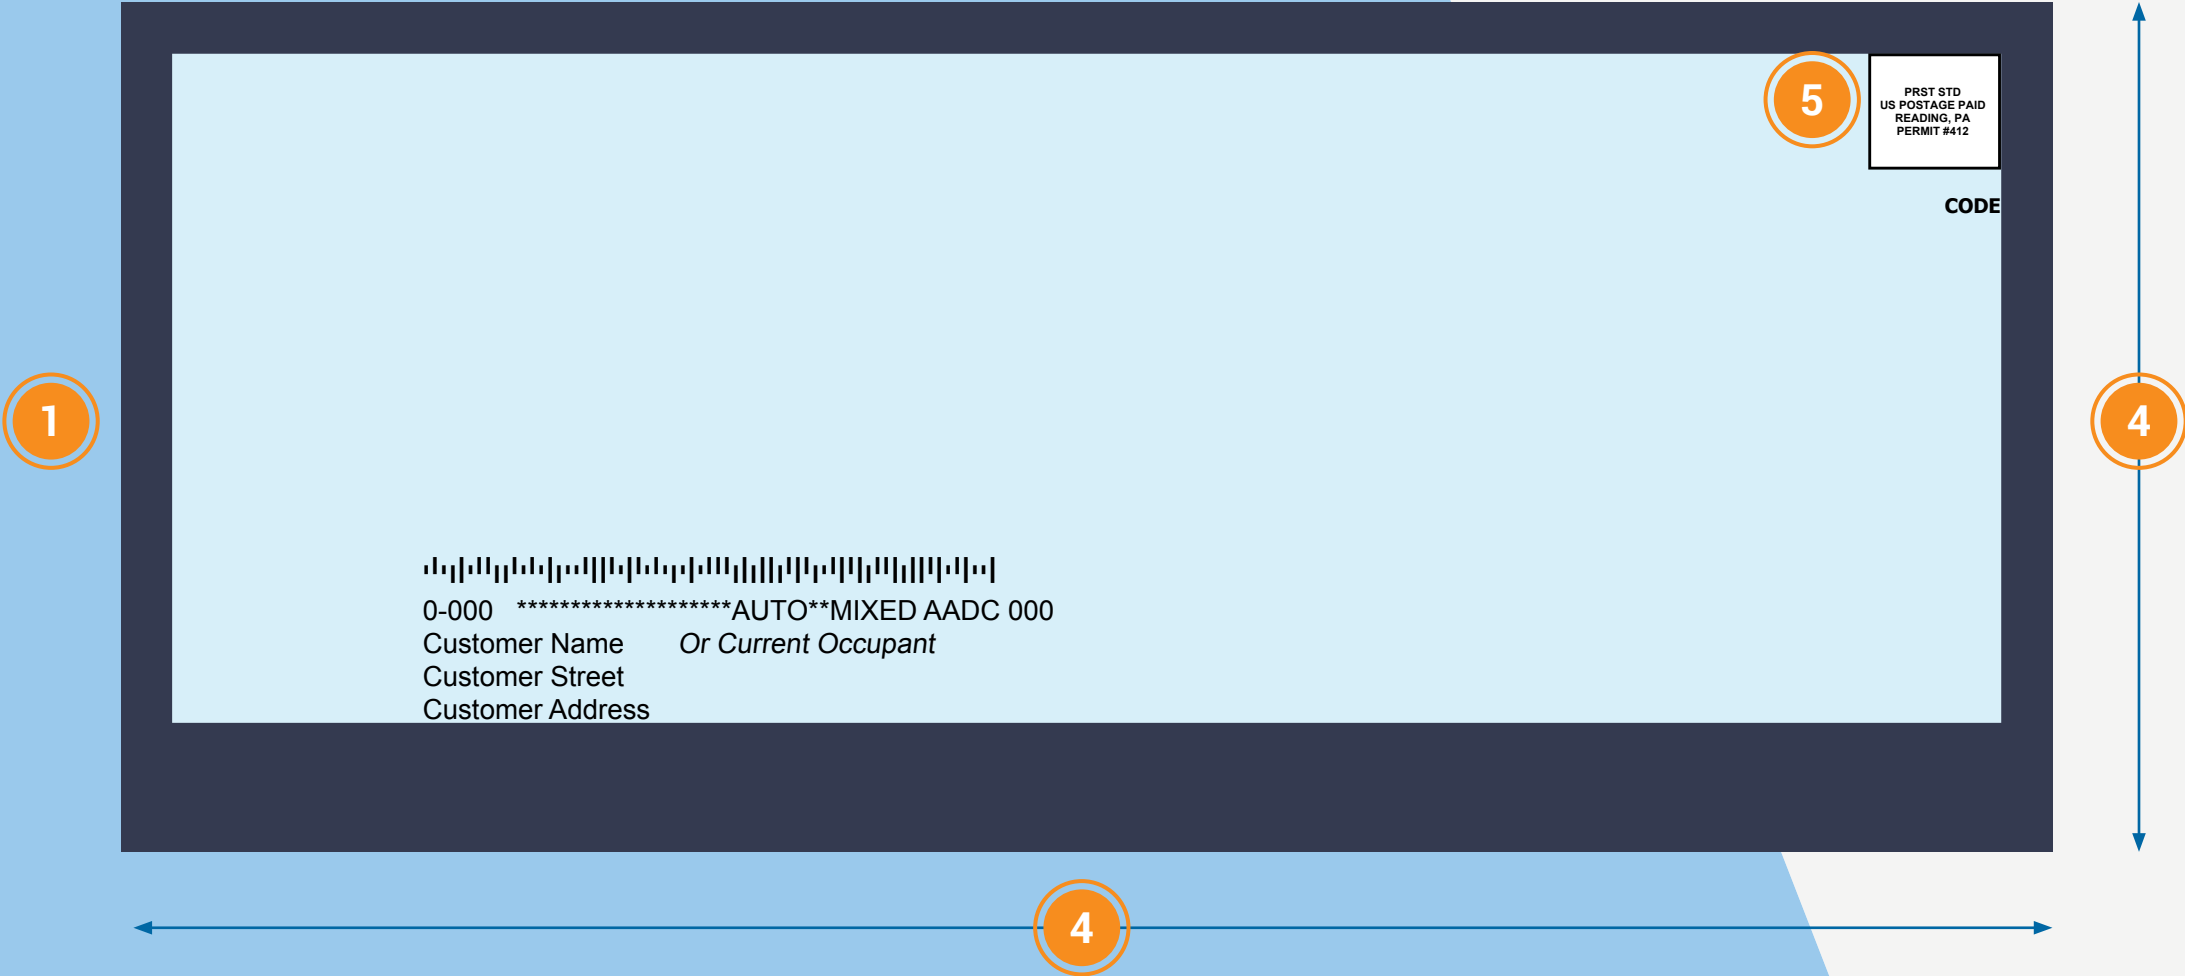 5
PRST STD
US POSTAGE PAID
READING, PA
PERMIT #412
CODE
1
4
0-000 *******************AUTO**MIXED AADC 000
Customer Name Or Current Occupant
Customer Street
Customer Address
4